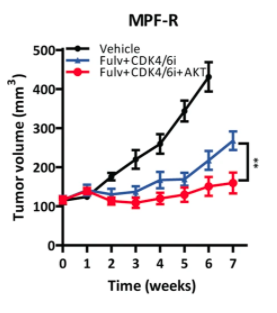 MPF-R
Vehicle
Fulv+CDK4/6i
Fulv+CDK4/6i+AKTi
Tumor volume (mm³)
500
400
300
200
100
0
0 1 2 3 4 5 6 7
Time (weeks)
**